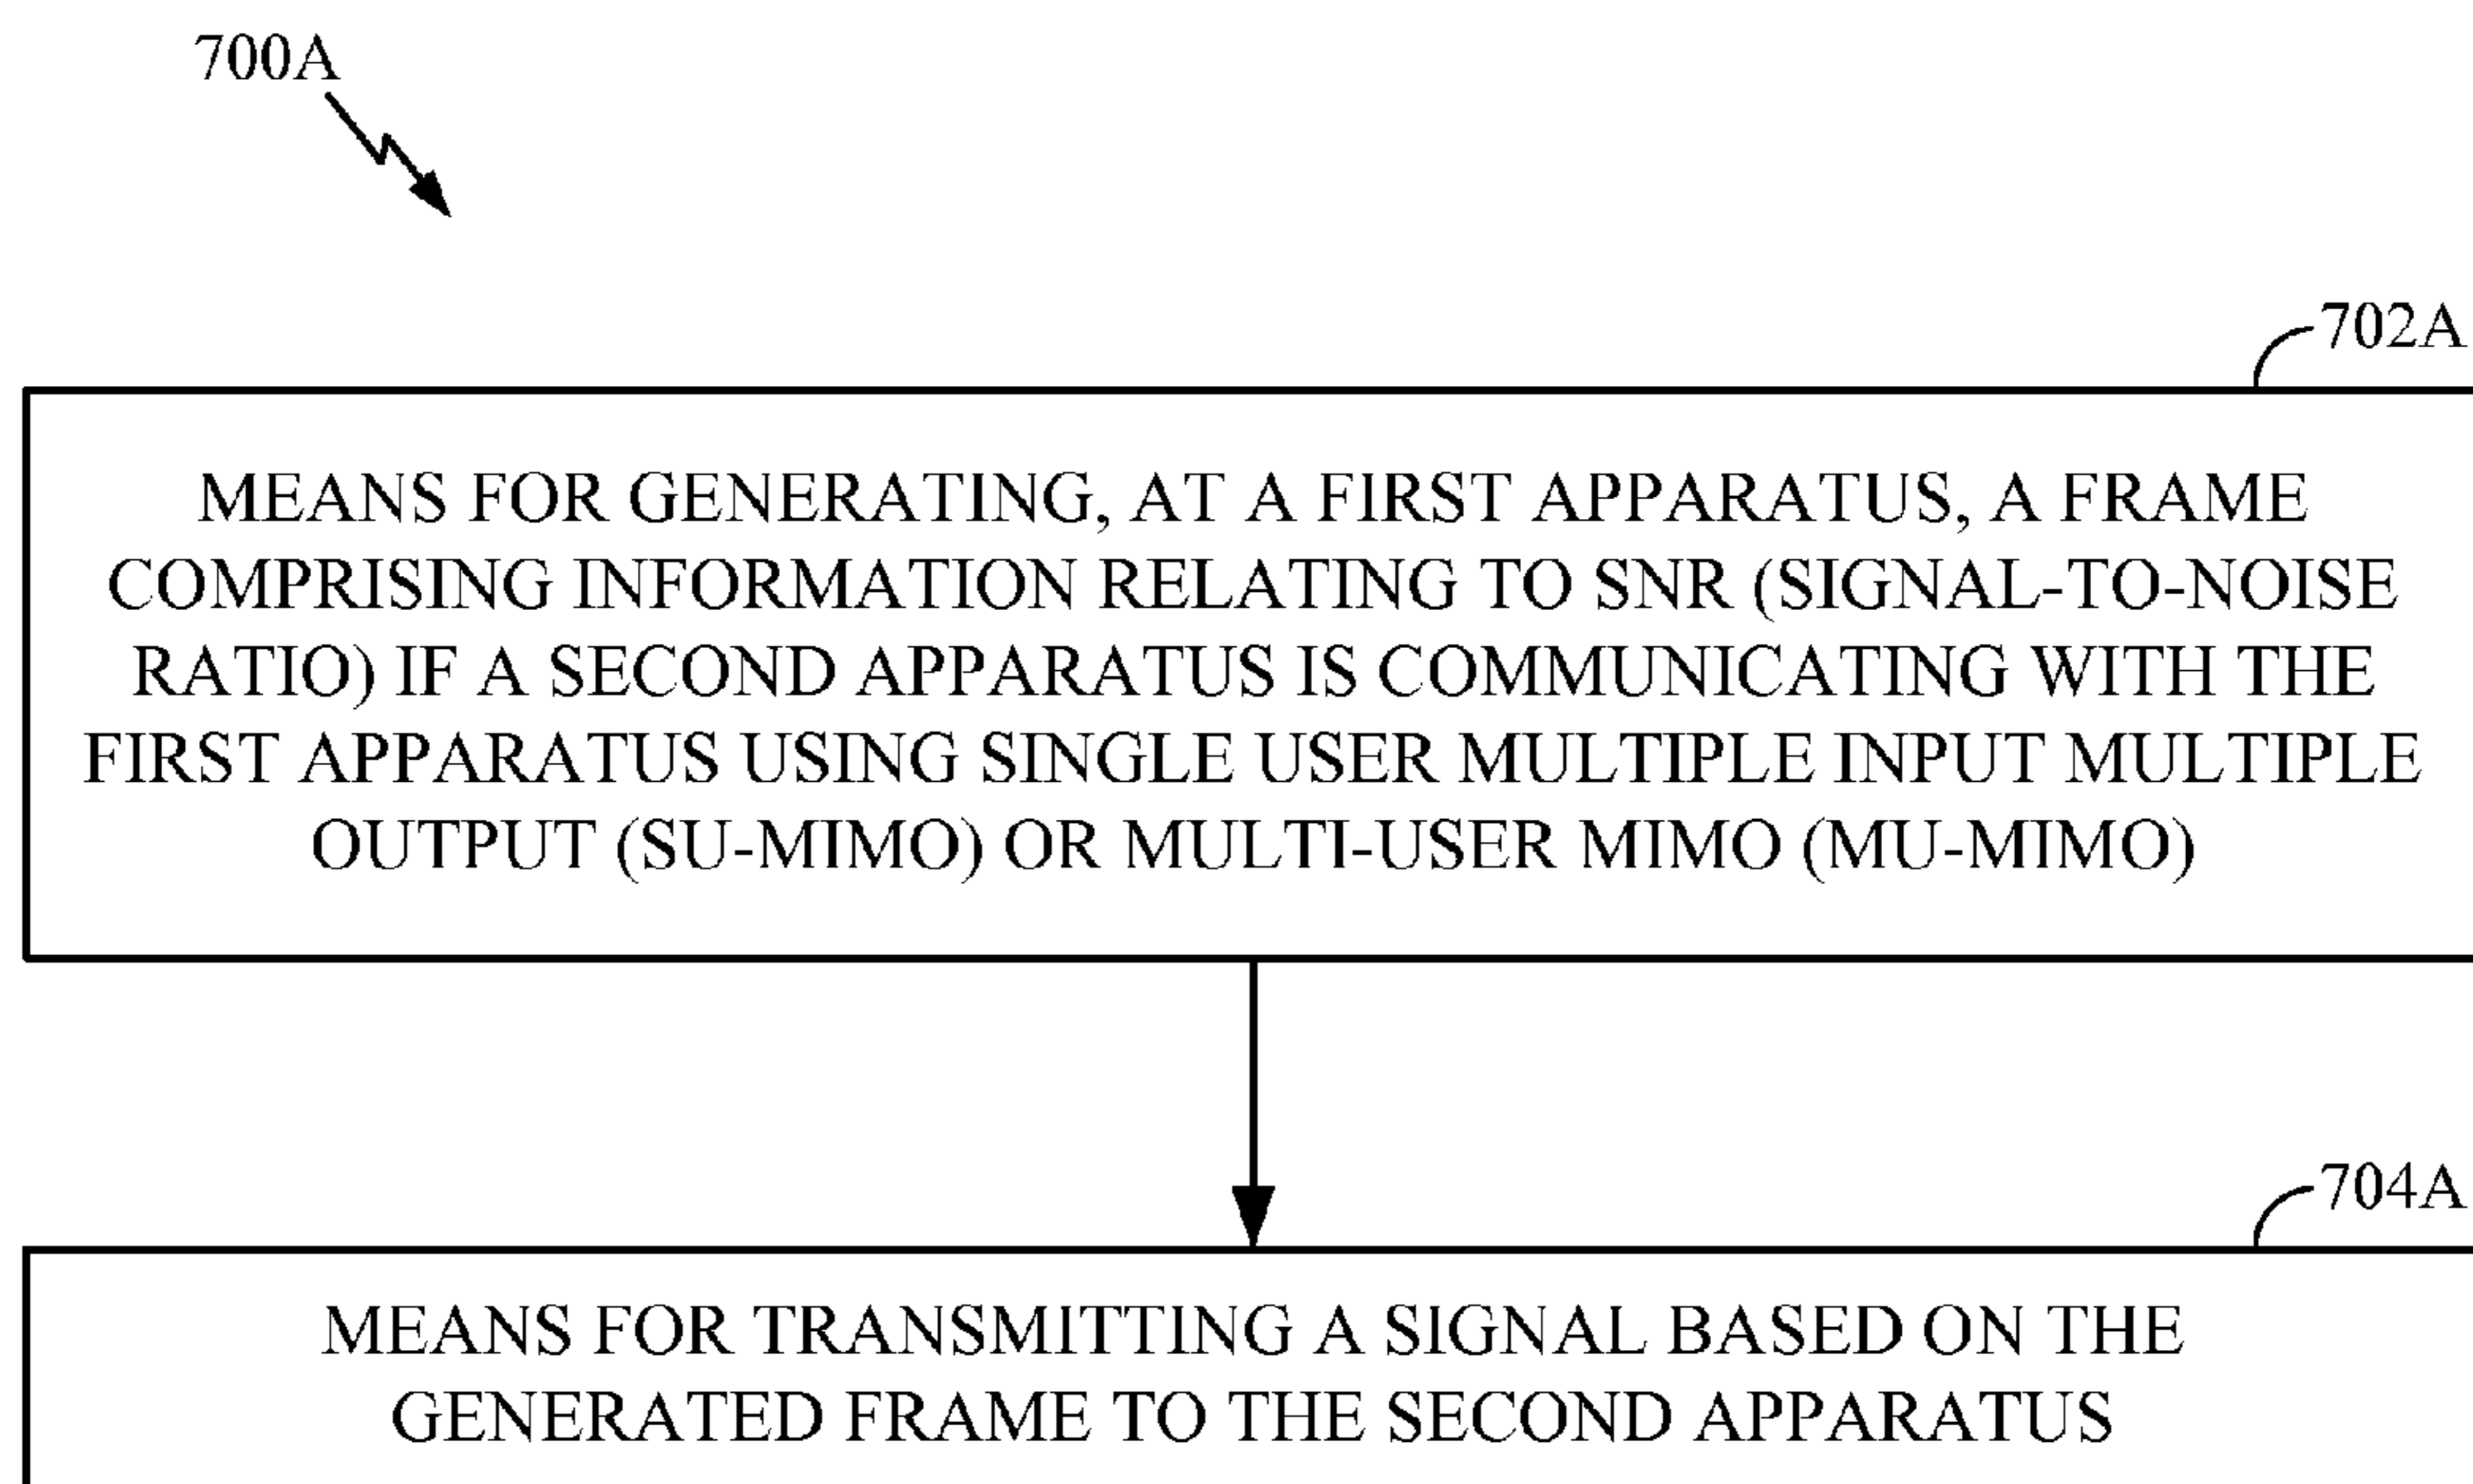 700A
702A
MEANS FOR GENERATING, AT A FIRST APPARATUS, A FRAME
COMPRISING INFORMATION RELATING TO SNR (SIGNAL-TO-NOISE
RATIO) IF A SECOND APPARATUS IS COMMUNICATING WITH THE
FIRST APPARATUS USING SINGLE USER MULTIPLE INPUT MULTIPLE
OUTPUT (SU-MIMO) OR MULTI-USER MIMO (MU-MIMO)
704A
MEANS FOR TRANSMITTING A SIGNAL BASED ON THE
GENERATED FRAME TO THE SECOND APPARATUS